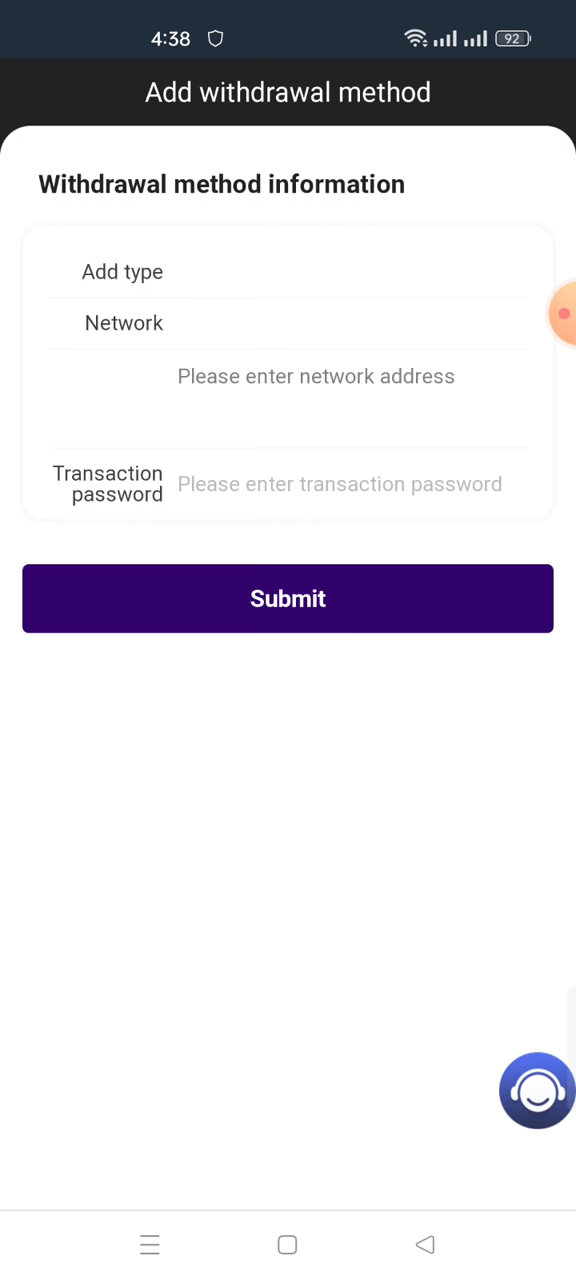 4:38
92
Add withdrawal method
Withdrawal method information
Add type
Network
Please enter network address
Transaction
password
Please enter transaction password
Submit